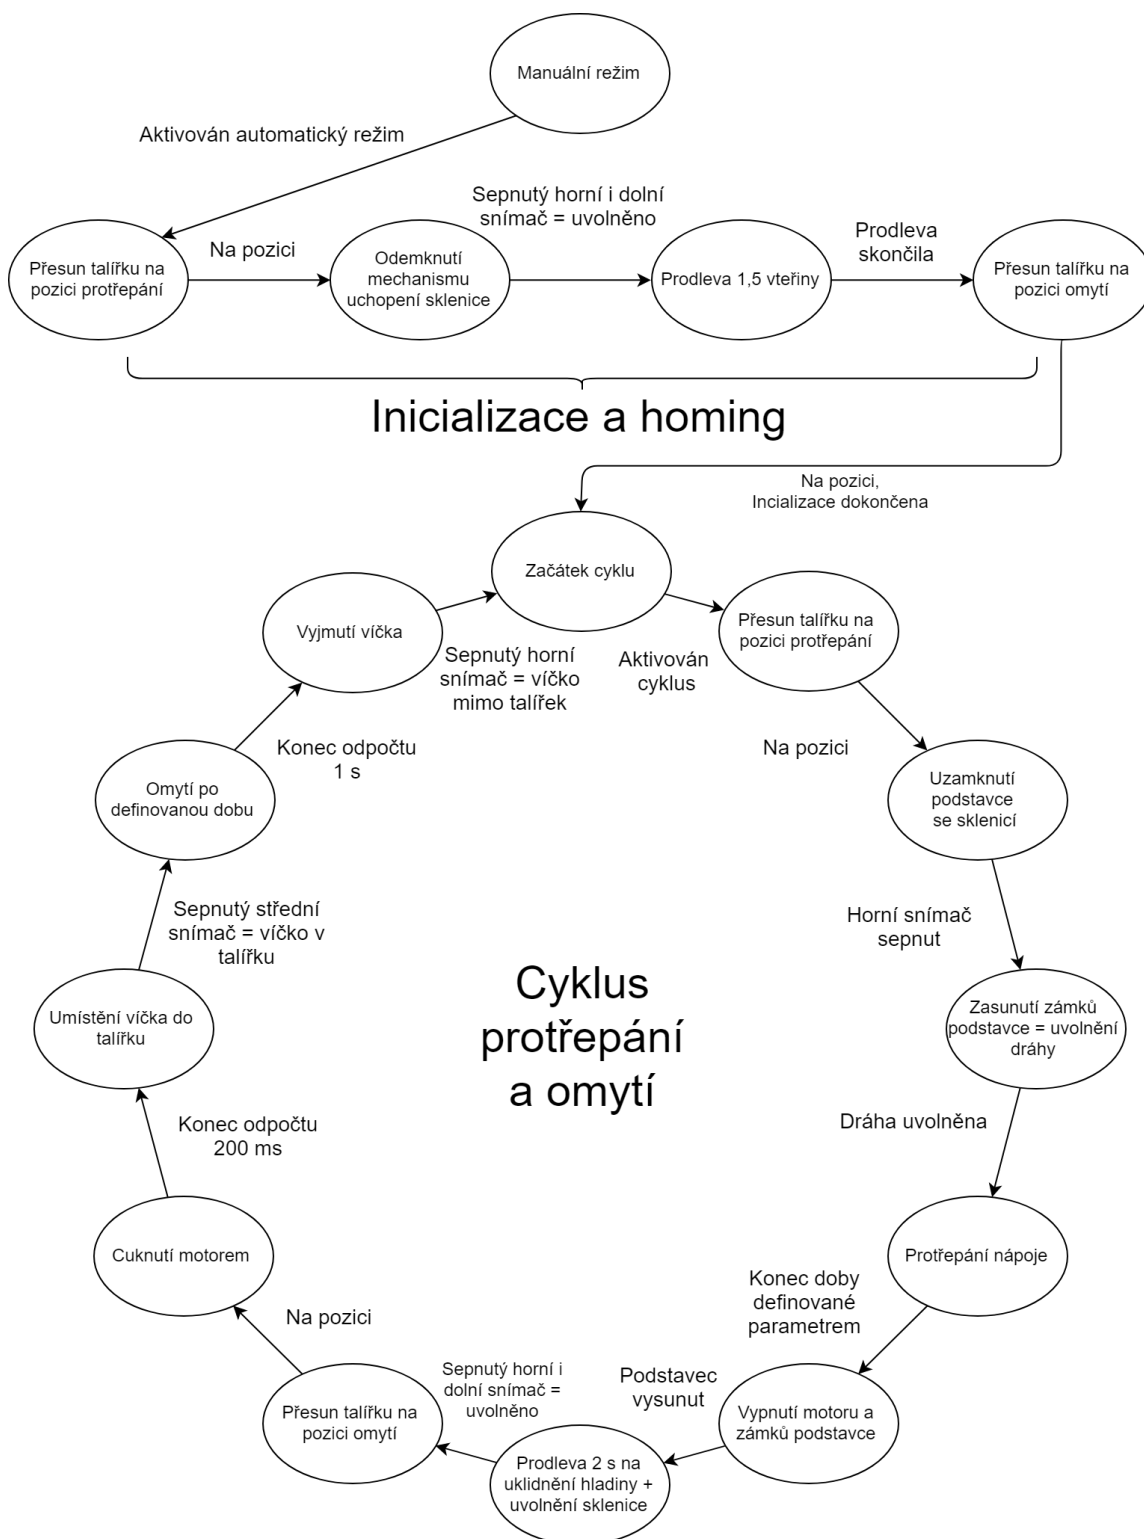 Manuální režim
Aktivován automatický režim
Přesun talířku na
pozici protřepání
Na pozici
Odemknutí
mechanismu
uchopení sklenice
Sepnutý horní i dolní
snímač = uvolněno
Prodleva 1,5 vteřiny
Prodleva
skončila
Přesun talířku na
pozici omytí
Inicializace a homing
Na pozici,
Incializace dokončena
Začátek cyklu
Aktivován
cyklus
Přesun talířku na
pozici protřepání
Na pozici
Uzamknutí
podstavce
se sklenicí
Horní snímač
sepnut
Zasunutí zámků
podstavce = uvolnění
dráhy
Dráha uvolněna
Protřepání nápoje
Konec doby
definované
parametrem
Vypnutí motoru a
zámků podstavce
Podstavec
vysunut
Prodleva 2 s na
uklidnění hladiny +
uvolnění sklenice
Sepnutý horní i
dolní snímač =
uvolněno
Přesun talířku na
pozici omytí
Na pozici
Cuknutí motorem
Konec odpočtu
200 ms
Umístění víčka do
talířku
Sepnutý střední
snímač = víčko v
talířku
Omytí po
definovanou dobu
Konec odpočtu
1 s
Vyjmutí víčka
Sepnutý horní
snímač = víčko
mimo talířek
Cyklus
protřepání
a omytí